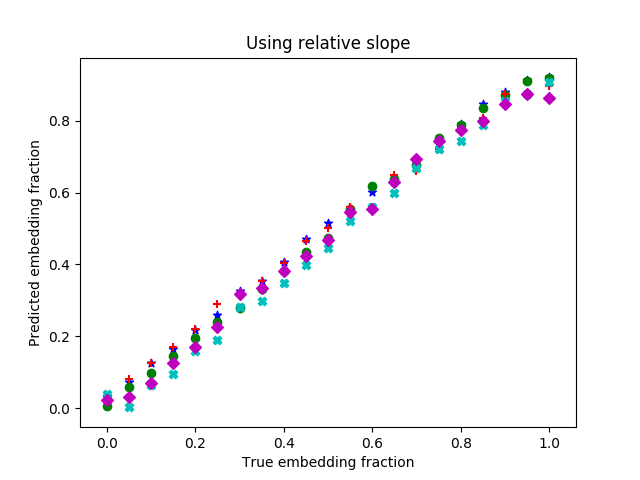 Using relative slope
Predicted embedding fraction
0.8
0.6
0.4
0.2
0.0
0.0 0.2 0.4 0.6 0.8 1.0
True embedding fraction